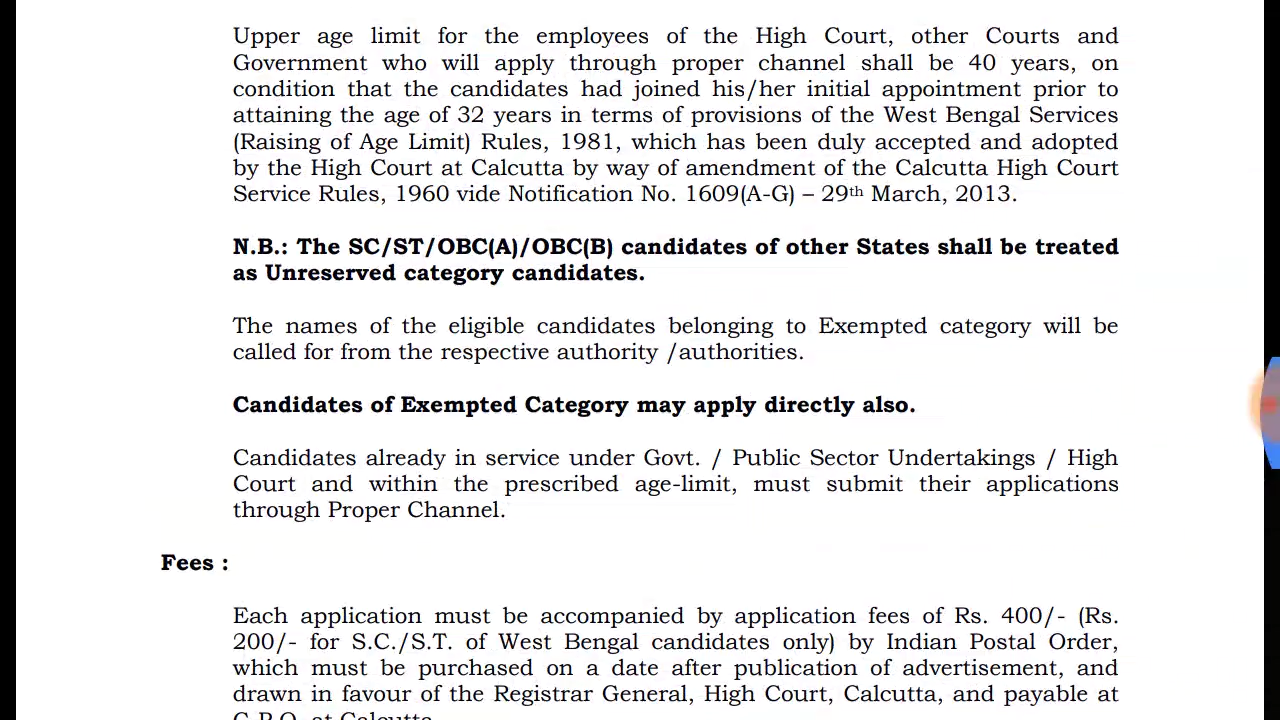 Upper age limit for the employees of the High Court, other Courts and
Government who will apply through proper channel shall be 40 years, on
condition that the candidates had joined his/her initial appointment prior to
attaining the age of 32 years in terms of provisions of the West Bengal Services
(Raising of Age Limit) Rules, 1981, which has been duly accepted and adopted
by the High Court at Calcutta by way of amendment of the Calcutta High Court
Service Rules, 1960 vide Notification No. 1609(A-G) – 29th March, 2013.
N.B.: The SC/ST/OBC(A)/OBC(B) candidates of other States shall be treated
as Unreserved category candidates.
The names of the eligible candidates belonging to Exempted category will be
called for from the respective authority /authorities.
Candidates of Exempted Category may apply directly also.
Candidates already in service under Govt. / Public Sector Undertakings / High
Court and within the prescribed age-limit, must submit their applications
through Proper Channel.
Fees :
Each application must be accompanied by application fees of Rs. 400/- (Rs.
200/- for S.C./S.T. of West Bengal candidates only) by Indian Postal Order,
which must be purchased on a date after publication of advertisement, and
drawn in favour of the Registrar General, High Court, Calcutta, and payable at
G.P.O. at Calcutta